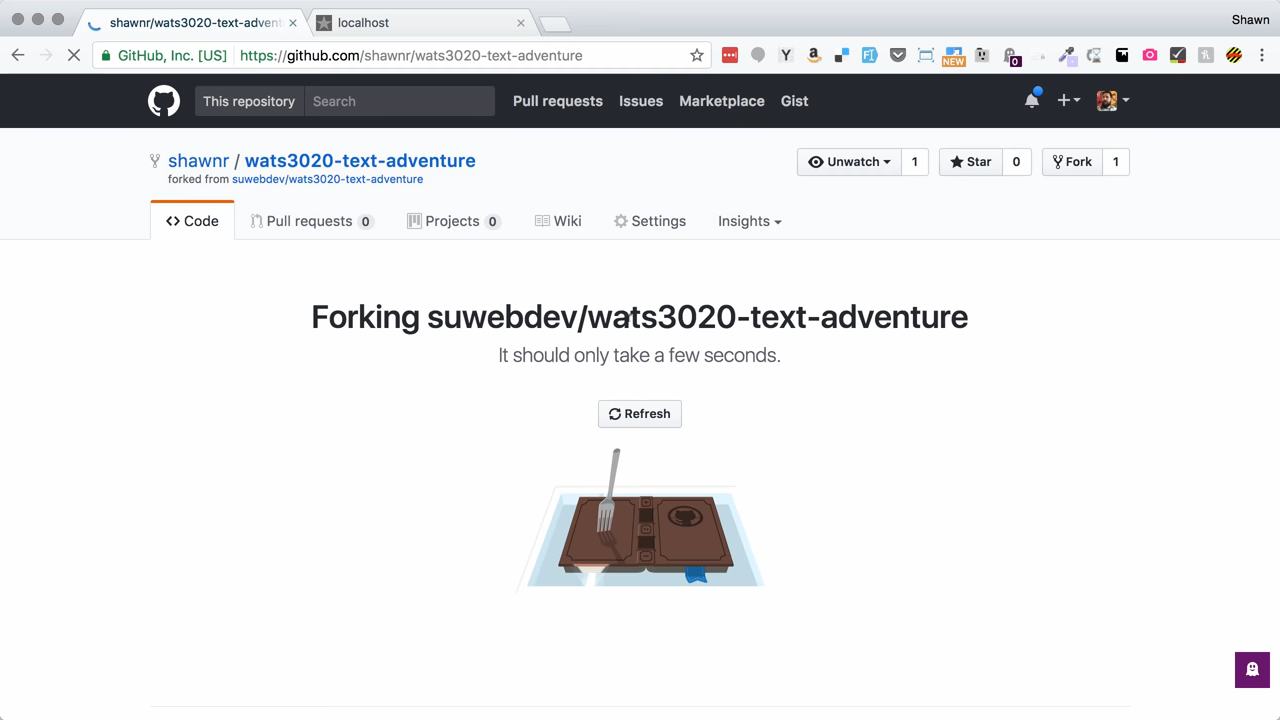 shawnr/wats3020-text-advent
localhost
Shawn
GitHub, Inc. [US]
https://github.com/shawnr/wats3020-text-adventure
Y
a
NEW
0
This repository
Search
Pull requests
Issues
Marketplace
Gist
shawnr / wats3020-text-adventure
forked from suwebdev/wats3020-text-adventure
Unwatch
1
Star
0
Fork
1
Code
Pull requests 0
Projects 0
Wiki
Settings
Insights
Forking suwebdev/wats3020-text-adventure
It should only take a few seconds.
Refresh